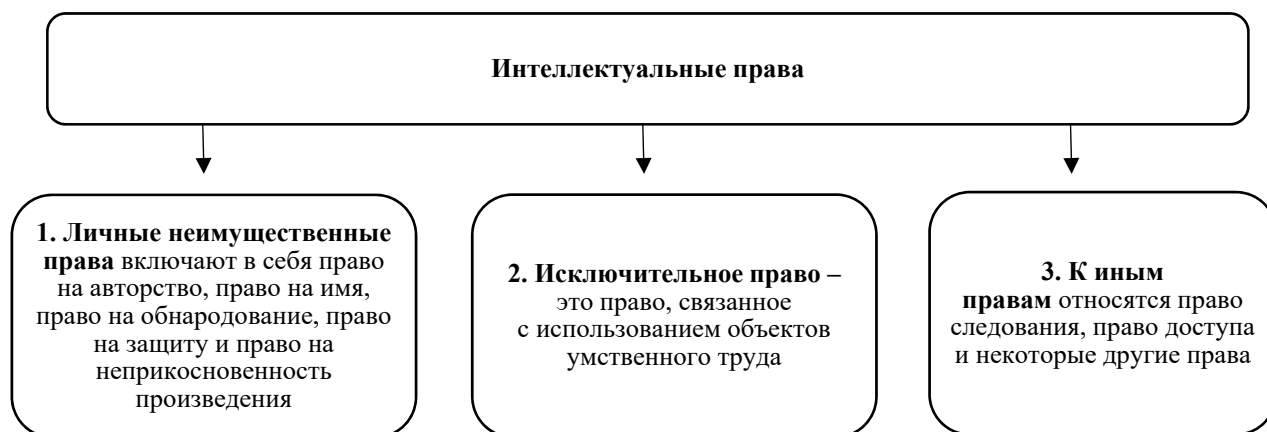 Интеллектуальные права
1. Личные неимущественные
права включают в себя право
на авторство, право на имя,
право на обнародование, право
на защиту и право на
неприкосновенность
произведения
2. Исключительное право –
это право, связанное
с использованием объектов
умственного труда
3. К иным
правам относятся право
следования, право доступа
и некоторые другие права